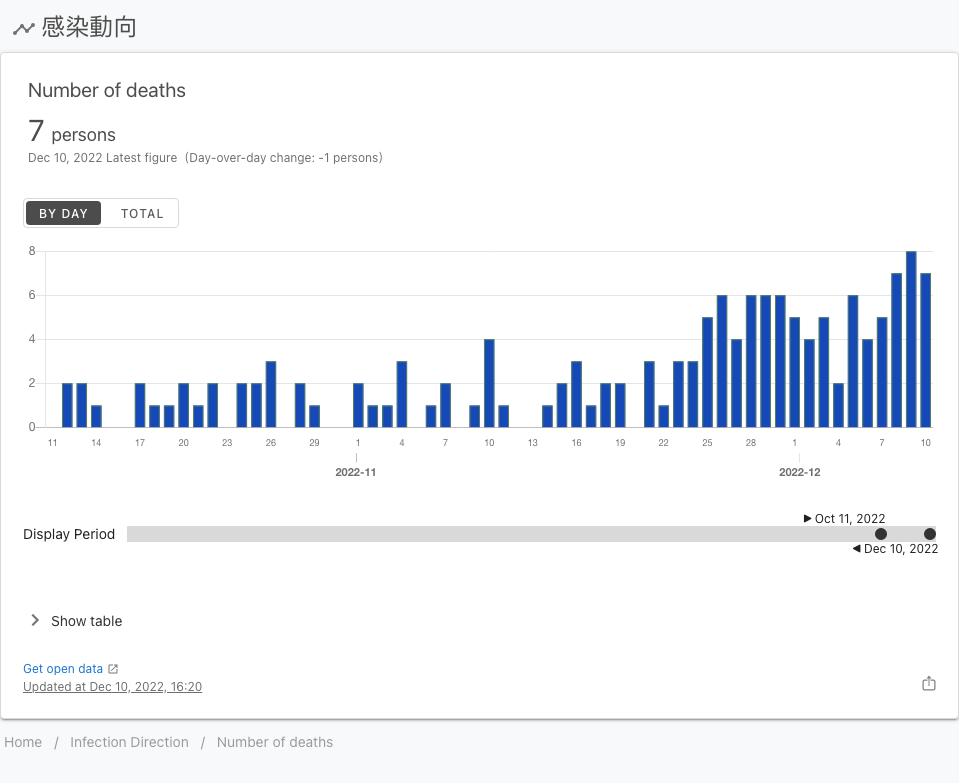 感染動向
Number of deaths
7 persons
Dec 10, 2022 Latest figure (Day-over-day change: -1 persons)
BY DAY TOTAL
8
6
4
2
0
11 14 17 20 23 26 29 1 4 7 10 13 16 19 22 25 28 1 4 7 10
2022-11 2022-12
Oct 11, 2022
Display Period
Dec 10, 2022
Show table
Get open data
Updated at Dec 10, 2022, 16:20
Home / Infection Direction / Number of deaths